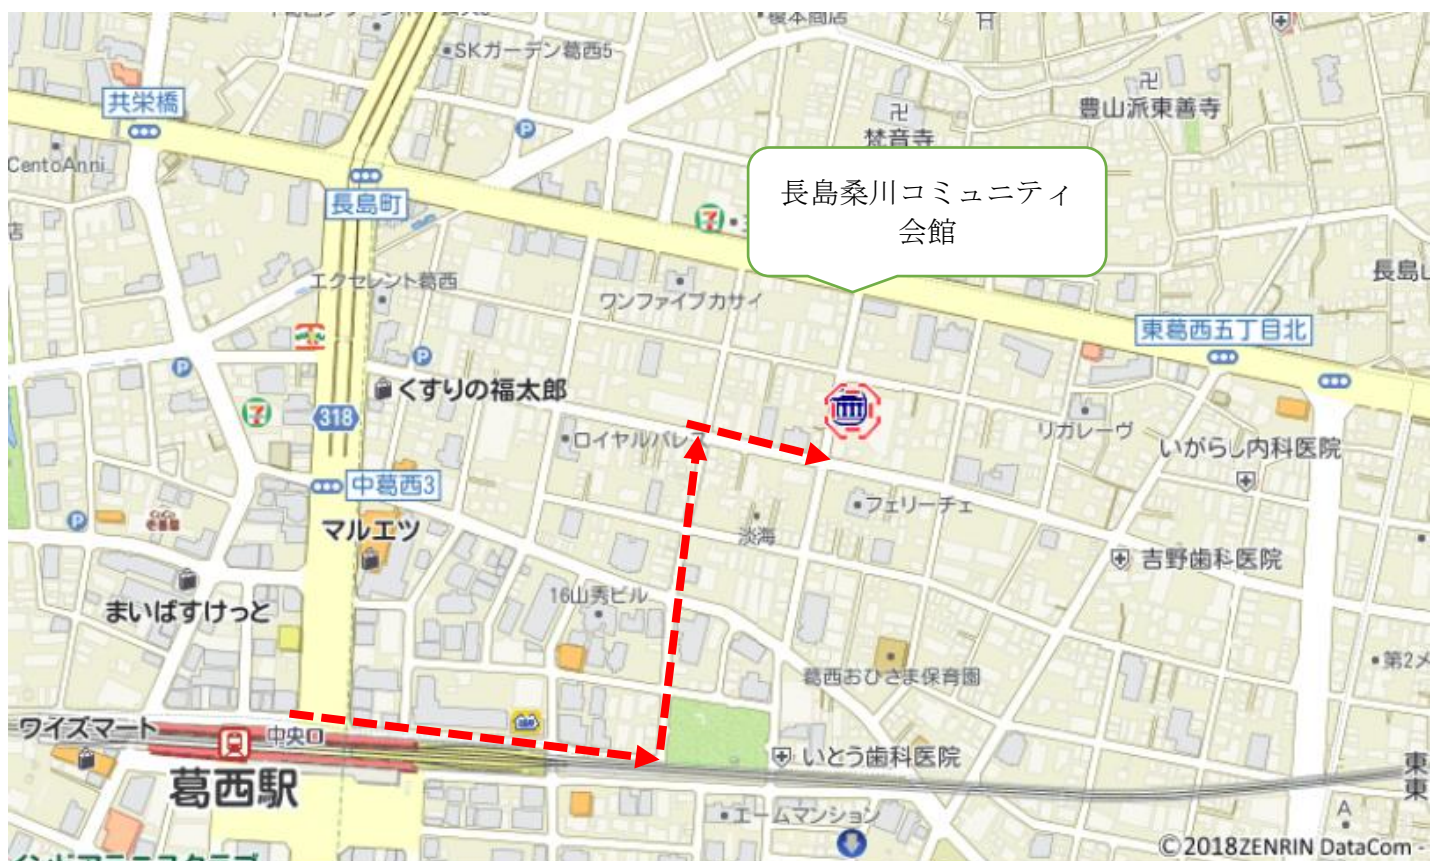 SKガーデン葛西5
榎本商店
共栄橋
豊山派東善寺
梵音寺
CentoAnni
長島町
長島桑川コミュニティ
会館
店
エクセレント葛西
ワンファイブカサイ
東葛西五丁目北
くすりの福太郎
318
ロイヤルパレス
リガレーヴ
いがらし内科医院
中葛西3
マルエツ
フェリーチェ
淡海
吉野歯科医院
16山秀ビル
まいばすけっと
葛西おひさま保育園
第2メ
ワイズマート
中央口
いとう歯科医院
葛西駅
東
東
エームマンション
A
©2018ZENRIN DataCom -